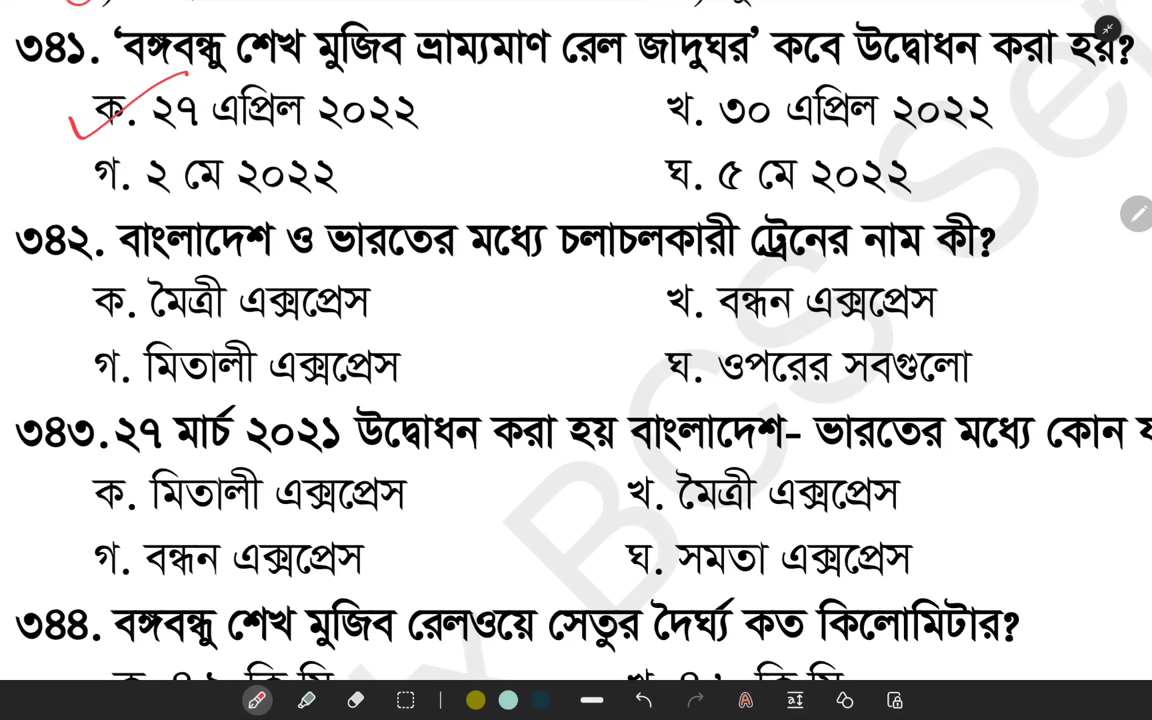 ৩৪১. ‘বঙ্গবন্ধু শেখ মুজিব ভ্রাম্যমাণ রেল জাদুঘর’ কবে উদ্বোধন করা হয়?
ক. ২৭ এপ্রিল ২০২২ খ. ৩০ এপ্রিল ২০২২
গ. ২ মে ২০২২ ঘ. ৫ মে ২০২২
৩৪২. বাংলাদেশ ও ভারতের মধ্যে চলাচলকারী ট্রেনের নাম কী?
ক. মৈত্রী এক্সপ্রেস খ. বন্ধন এক্সপ্রেস
গ. মিতালী এক্সপ্রেস ঘ. ওপরের সবগুলো
৩৪৩.২৭ মার্চ ২০২১ উদ্বোধন করা হয় বাংলাদেশ- ভারতের মধ্যে কোন
ক. মিতালী এক্সপ্রেস খ. মৈত্রী এক্সপ্রেস
গ. বন্ধন এক্সপ্রেস ঘ. সমতা এক্সপ্রেস
৩৪৪. বঙ্গবন্ধু শেখ মুজিব রেলওয়ে সেতুর দৈর্ঘ্য কত কিলোমিটার?